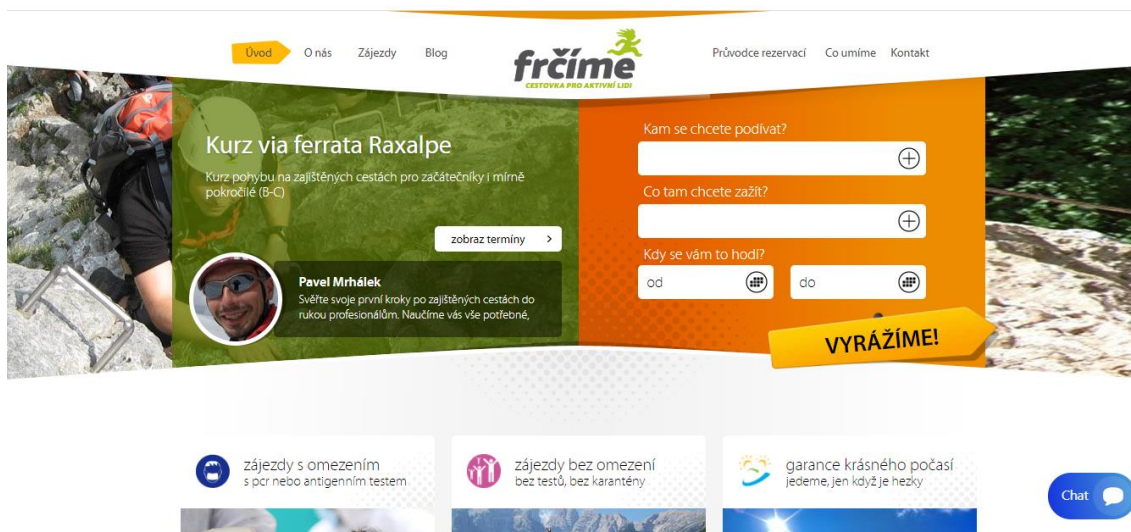 Úvod
O nás
Zájezdy
Blog
frčíme
CESTOVKA PRO AKTIVNÍ LIDI
Průvodce rezervací
Co umíme
Kontakt
Kurz via ferrata Raxalpe
Kurz pohybu na zajištěných cestách pro začátečníky i mírně
pokročilé (B-C)
zobraz termíny
Pavel Mrhálek
Svěřte svoje první kroky po zajištěných cestách do
rukou profesionálům. Naučíme vás vše potřebné,
Kam se chcete podívat?
Co tam chcete zažít?
Kdy se vám to hodí?
od
do
VYRÁŽÍME!
zájezdy s omezením
s pcr nebo antigenním testem
zájezdy bez omezení
bez testů, bez karantény
garance krásného počasí
jedeme, jen když je hezky
Chat